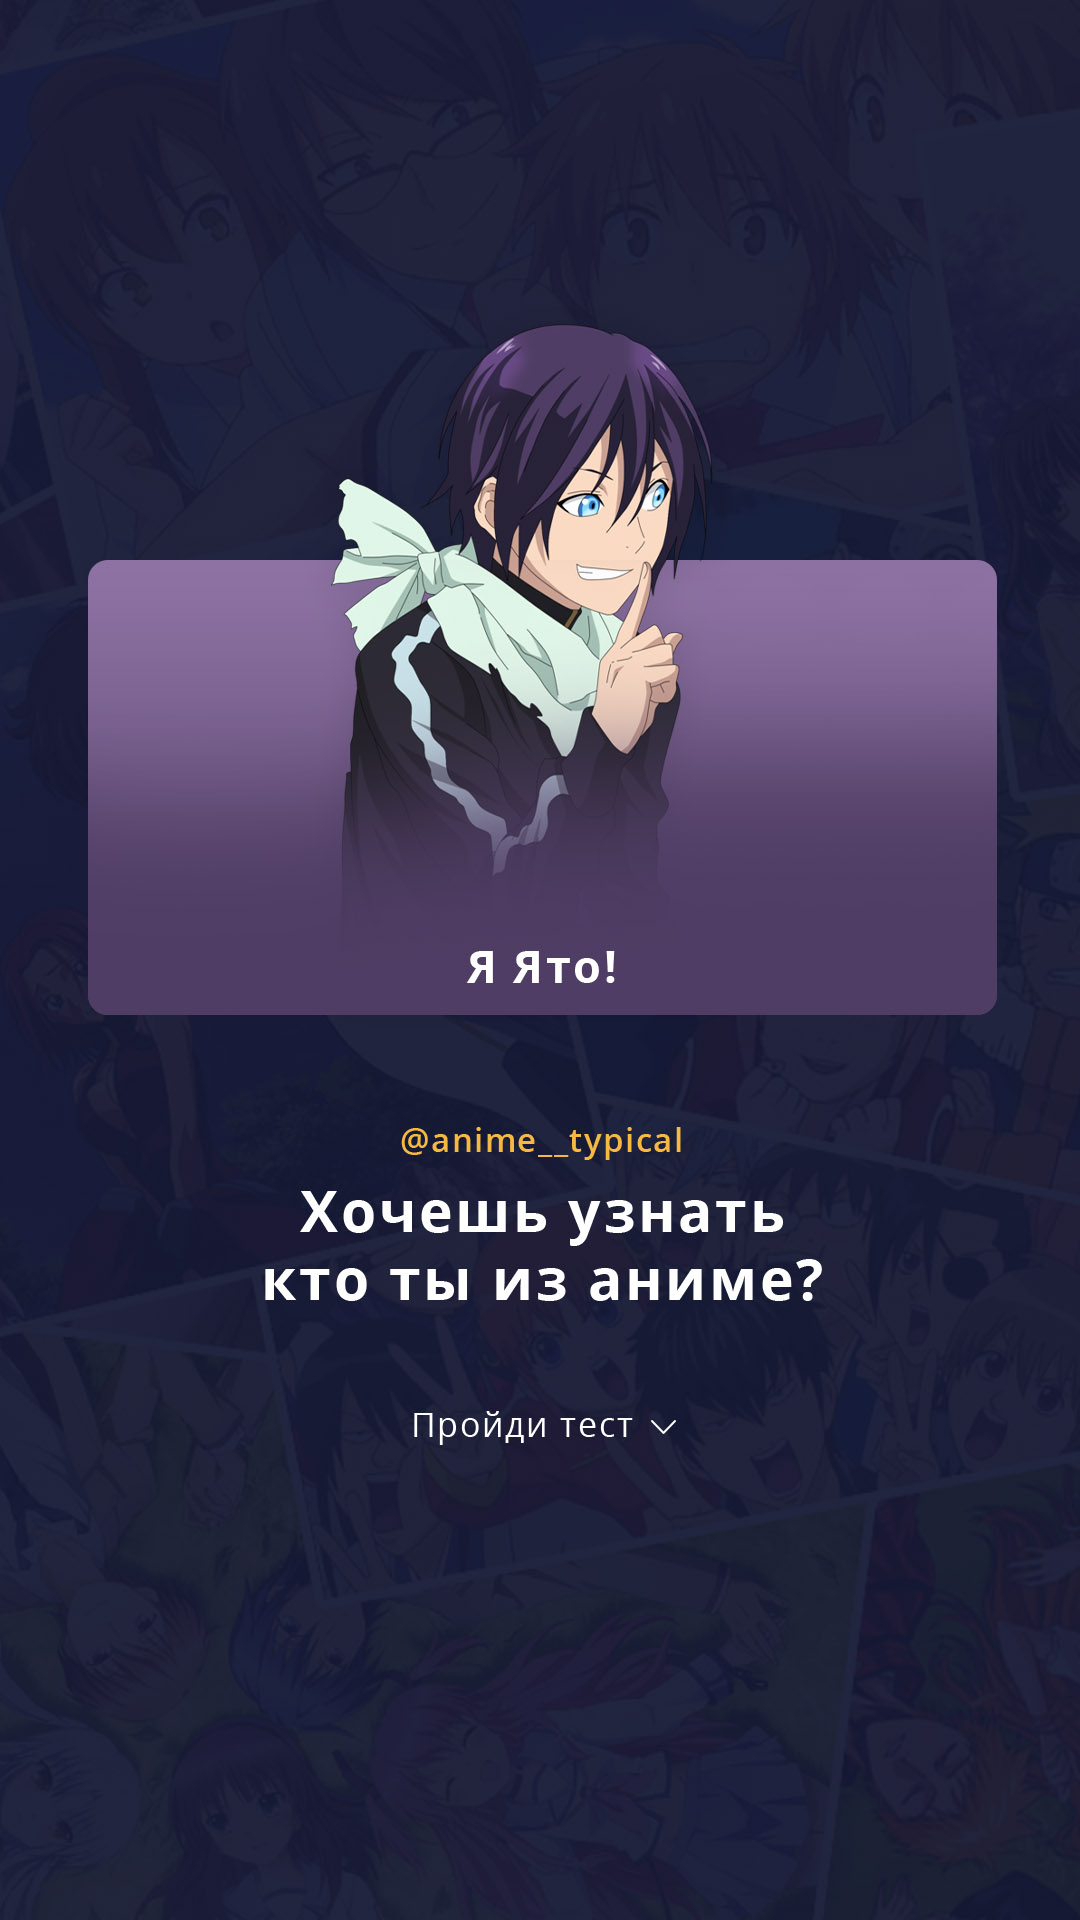 Я Ято!
@anime__typical
Хочешь узнать
кто ты из аниме?
Пройди тест